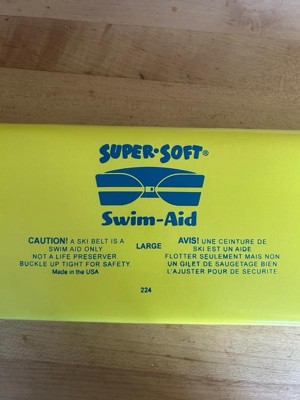 SUPER·SOFT®
Swim-Aid
CAUTION! A SKI BELT IS A
SWIM AID ONLY
NOT A LIFE PRESERVER
BUCKLE UP TIGHT FOR SAFETY
Made in the USA
LARGE
AVIS! UNE CEINTURE DE
SKI EST UN AIDE
FLOTTER SEULEMENT MAIS NON
UN GILET DE SAUGETAGE BIEN
L'AJUSTER POUR DE SECURITE
224